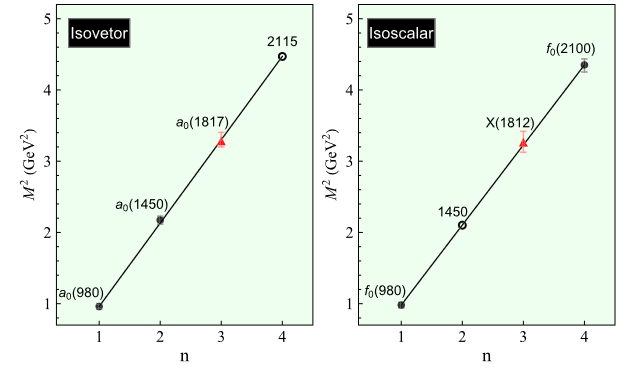 Isovetor
5
4
3
2
1
M² (GeV²)
2115
a₀(1817)
a₀(1450)
a₀(980)
1 2 3 4
n
Isoscalar
5
4
3
2
1
M² (GeV²)
f₀(2100)
X(1812)
1450
f₀(980)
1 2 3 4
n